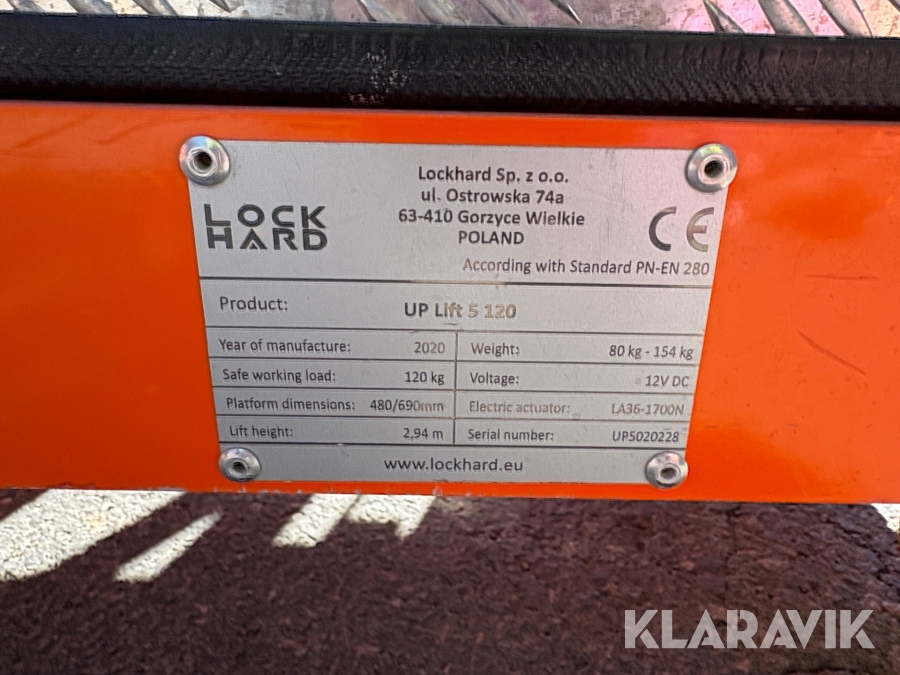 LOCK
HARD
Lockhard Sp. z o.o.
ul. Ostrowska 74a
63-410 Gorzyce Wielkie
POLAND
CE
According with Standard PN-EN 280
Product: UP Lift 5 120
Year of manufacture: 2020 Weight: 80 kg - 154 kg
Safe working load: 120 kg Voltage: 12V DC
Platform dimensions: 480/690mm Electric actuator: LA36-1700N
Lift height: 2,94 m Serial number: UP5020228
www.lockhard.eu
KLARAVIK